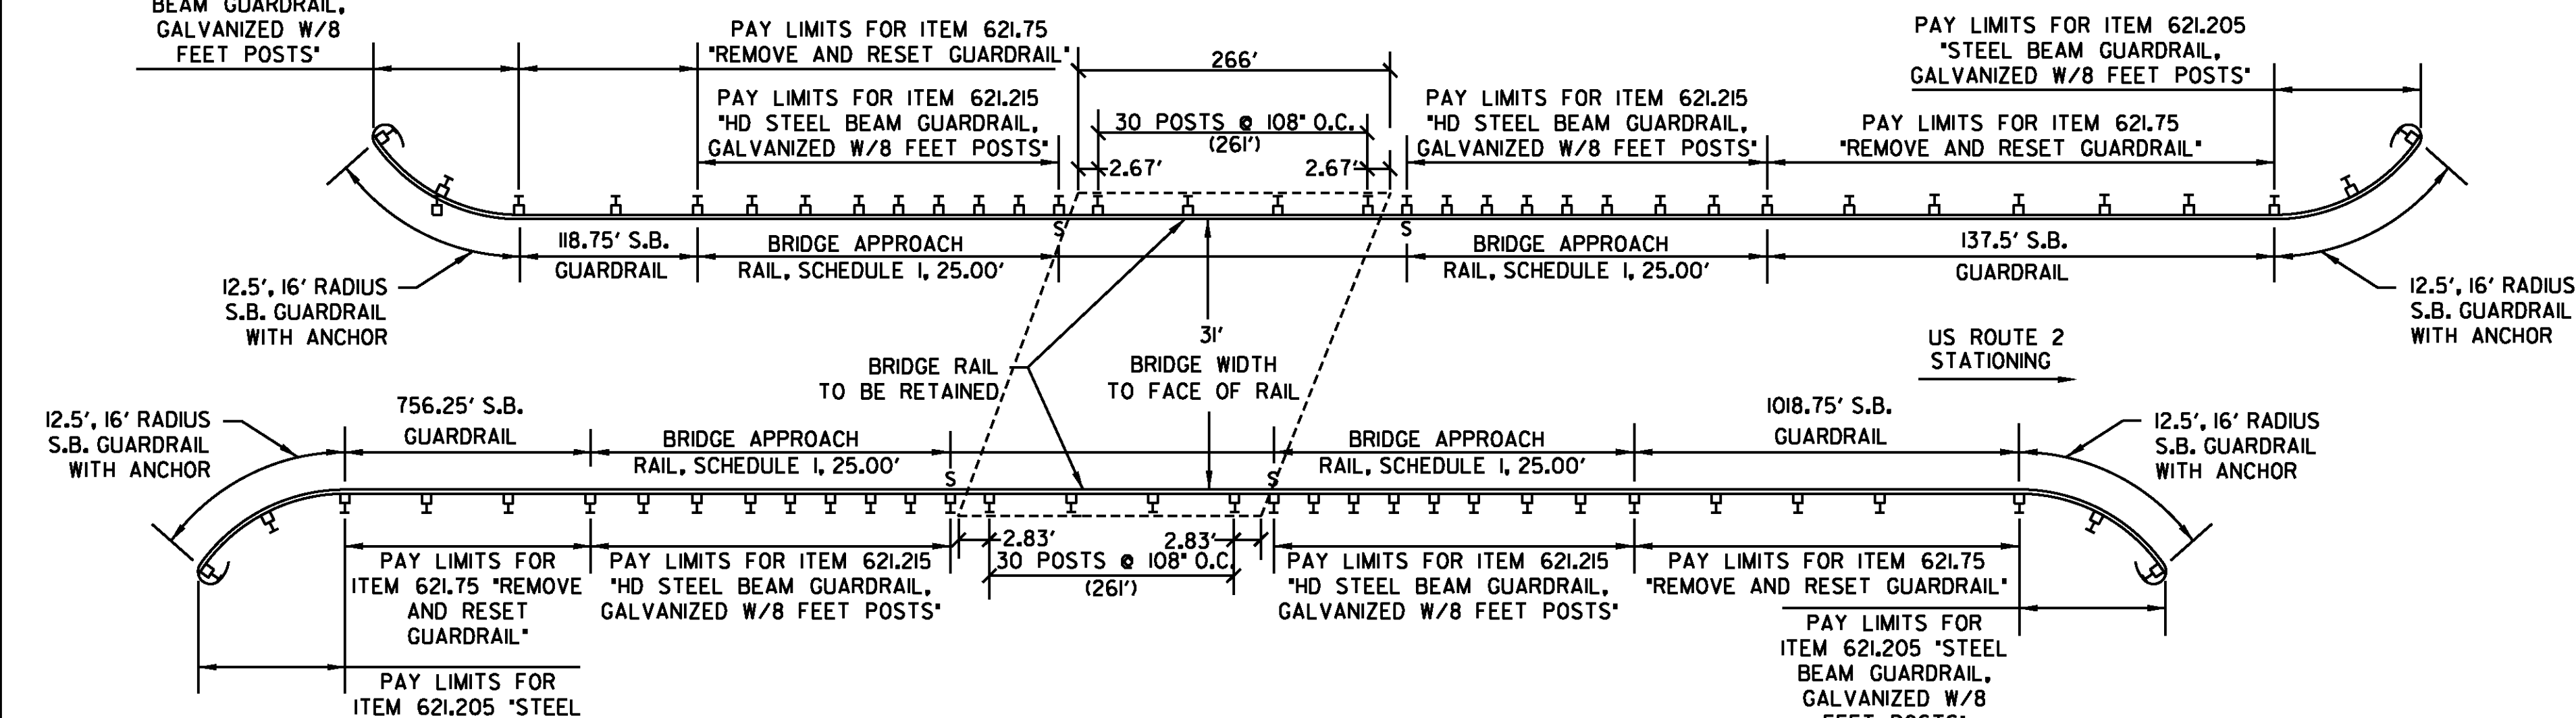 BEAM GUARDRAIL,
GALVANIZED W/8
FEET POSTS"
PAY LIMITS FOR ITEM 621.75
"REMOVE AND RESET GUARDRAIL"
266'
PAY LIMITS FOR ITEM 621.205
"STEEL BEAM GUARDRAIL,
GALVANIZED W/8 FEET POSTS"
PAY LIMITS FOR ITEM 621.215
"HD STEEL BEAM GUARDRAIL,
GALVANIZED W/8 FEET POSTS"
30 POSTS @ 108" O.C.
(261')
2.67'
2.67'
PAY LIMITS FOR ITEM 621.215
"HD STEEL BEAM GUARDRAIL,
GALVANIZED W/8 FEET POSTS"
PAY LIMITS FOR ITEM 621.75
"REMOVE AND RESET GUARDRAIL"
S
S
118.75' S.B.
GUARDRAIL
BRIDGE APPROACH
RAIL, SCHEDULE 1, 25.00'
BRIDGE APPROACH
RAIL, SCHEDULE 1, 25.00'
137.5' S.B.
GUARDRAIL
12.5', 16' RADIUS
S.B. GUARDRAIL
WITH ANCHOR
12.5', 16' RADIUS
S.B. GUARDRAIL
WITH ANCHOR
31'
BRIDGE WIDTH
TO FACE OF RAIL
BRIDGE RAIL
TO BE RETAINED
US ROUTE 2
STATIONING
12.5', 16' RADIUS
S.B. GUARDRAIL
WITH ANCHOR
756.25' S.B.
GUARDRAIL
BRIDGE APPROACH
RAIL, SCHEDULE 1, 25.00'
BRIDGE APPROACH
RAIL, SCHEDULE 1, 25.00'
1018.75' S.B.
GUARDRAIL
12.5', 16' RADIUS
S.B. GUARDRAIL
WITH ANCHOR
S
S
2.83'
2.83'
30 POSTS @ 108" O.C.
(261')
PAY LIMITS FOR
ITEM 621.75 "REMOVE
AND RESET
GUARDRAIL"
PAY LIMITS FOR ITEM 621.215
"HD STEEL BEAM GUARDRAIL,
GALVANIZED W/8 FEET POSTS"
PAY LIMITS FOR ITEM 621.215
"HD STEEL BEAM GUARDRAIL,
GALVANIZED W/8 FEET POSTS"
PAY LIMITS FOR ITEM 621.75
"REMOVE AND RESET GUARDRAIL"
PAY LIMITS FOR
ITEM 621.205 "STEEL
PAY LIMITS FOR
ITEM 621.205 "STEEL
BEAM GUARDRAIL,
GALVANIZED W/8
FEET POSTS"